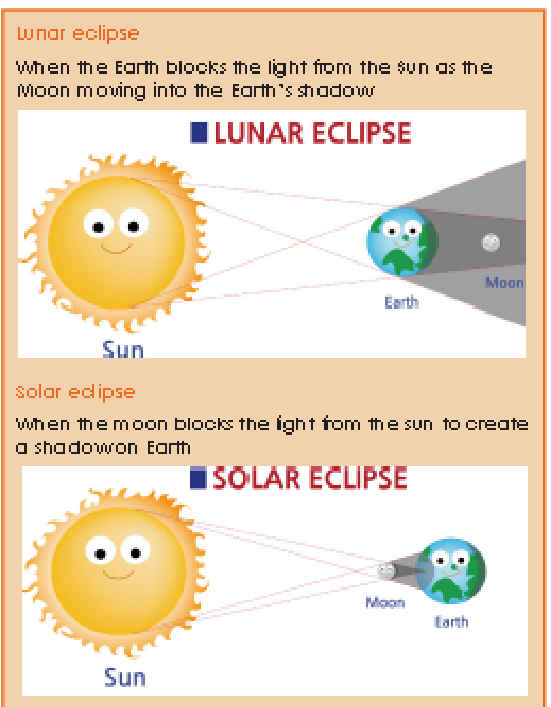 Lunar eclipse
When the Earth blocks the light from the Sun as the
Moon moving into the Earth's shadow
LUNAR ECLIPSE
Moon
Earth
Sun
Solar eclipse
When the moon blocks the light from the sun to create
a shadow on Earth
SOLAR ECLIPSE
Moon
Earth
Sun